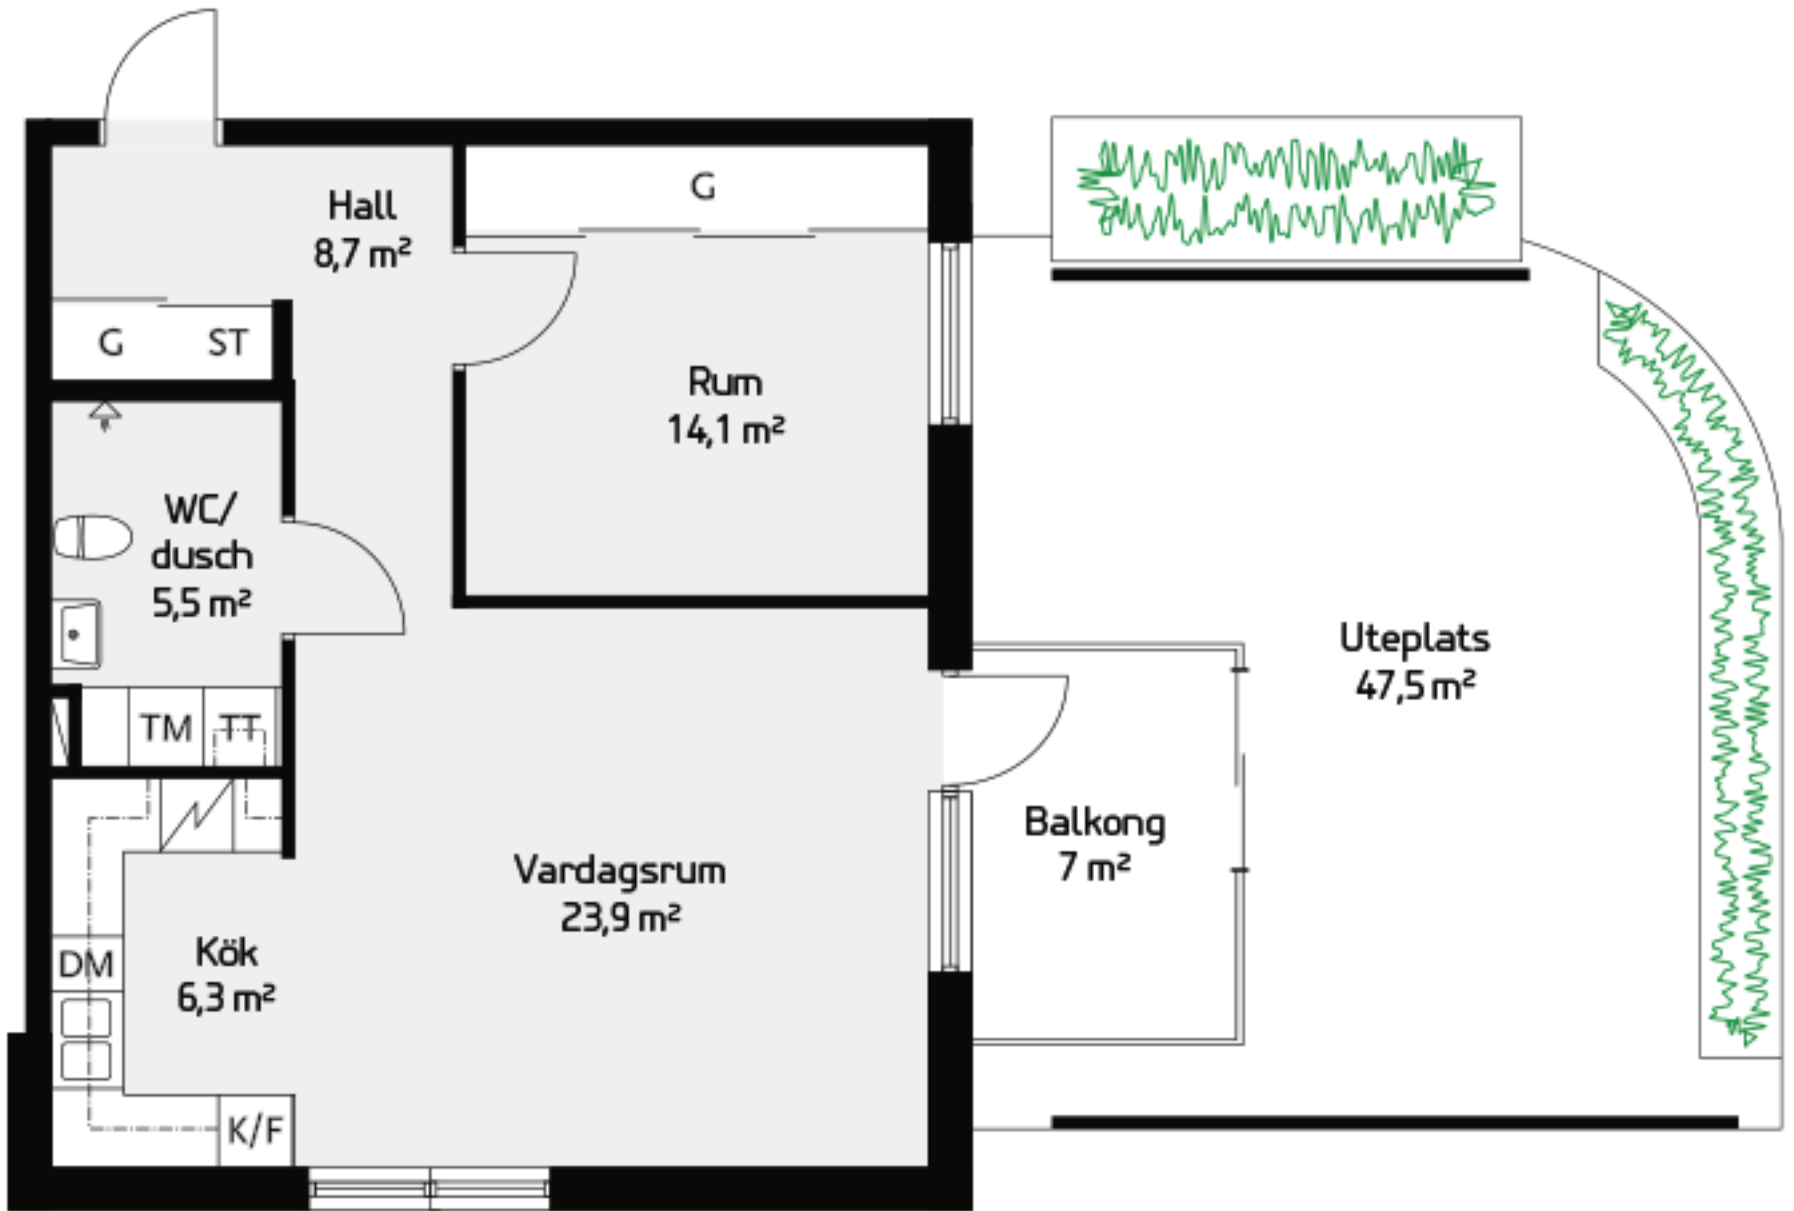 Hall
8,7 m²
G
G
ST
Rum
14,1 m²
WC/
dusch
5,5 m²
TM
TT
Uteplats
47,5 m²
Balkong
7 m²
Vardagsrum
23,9 m²
DM
Kök
6,3 m²
K/F